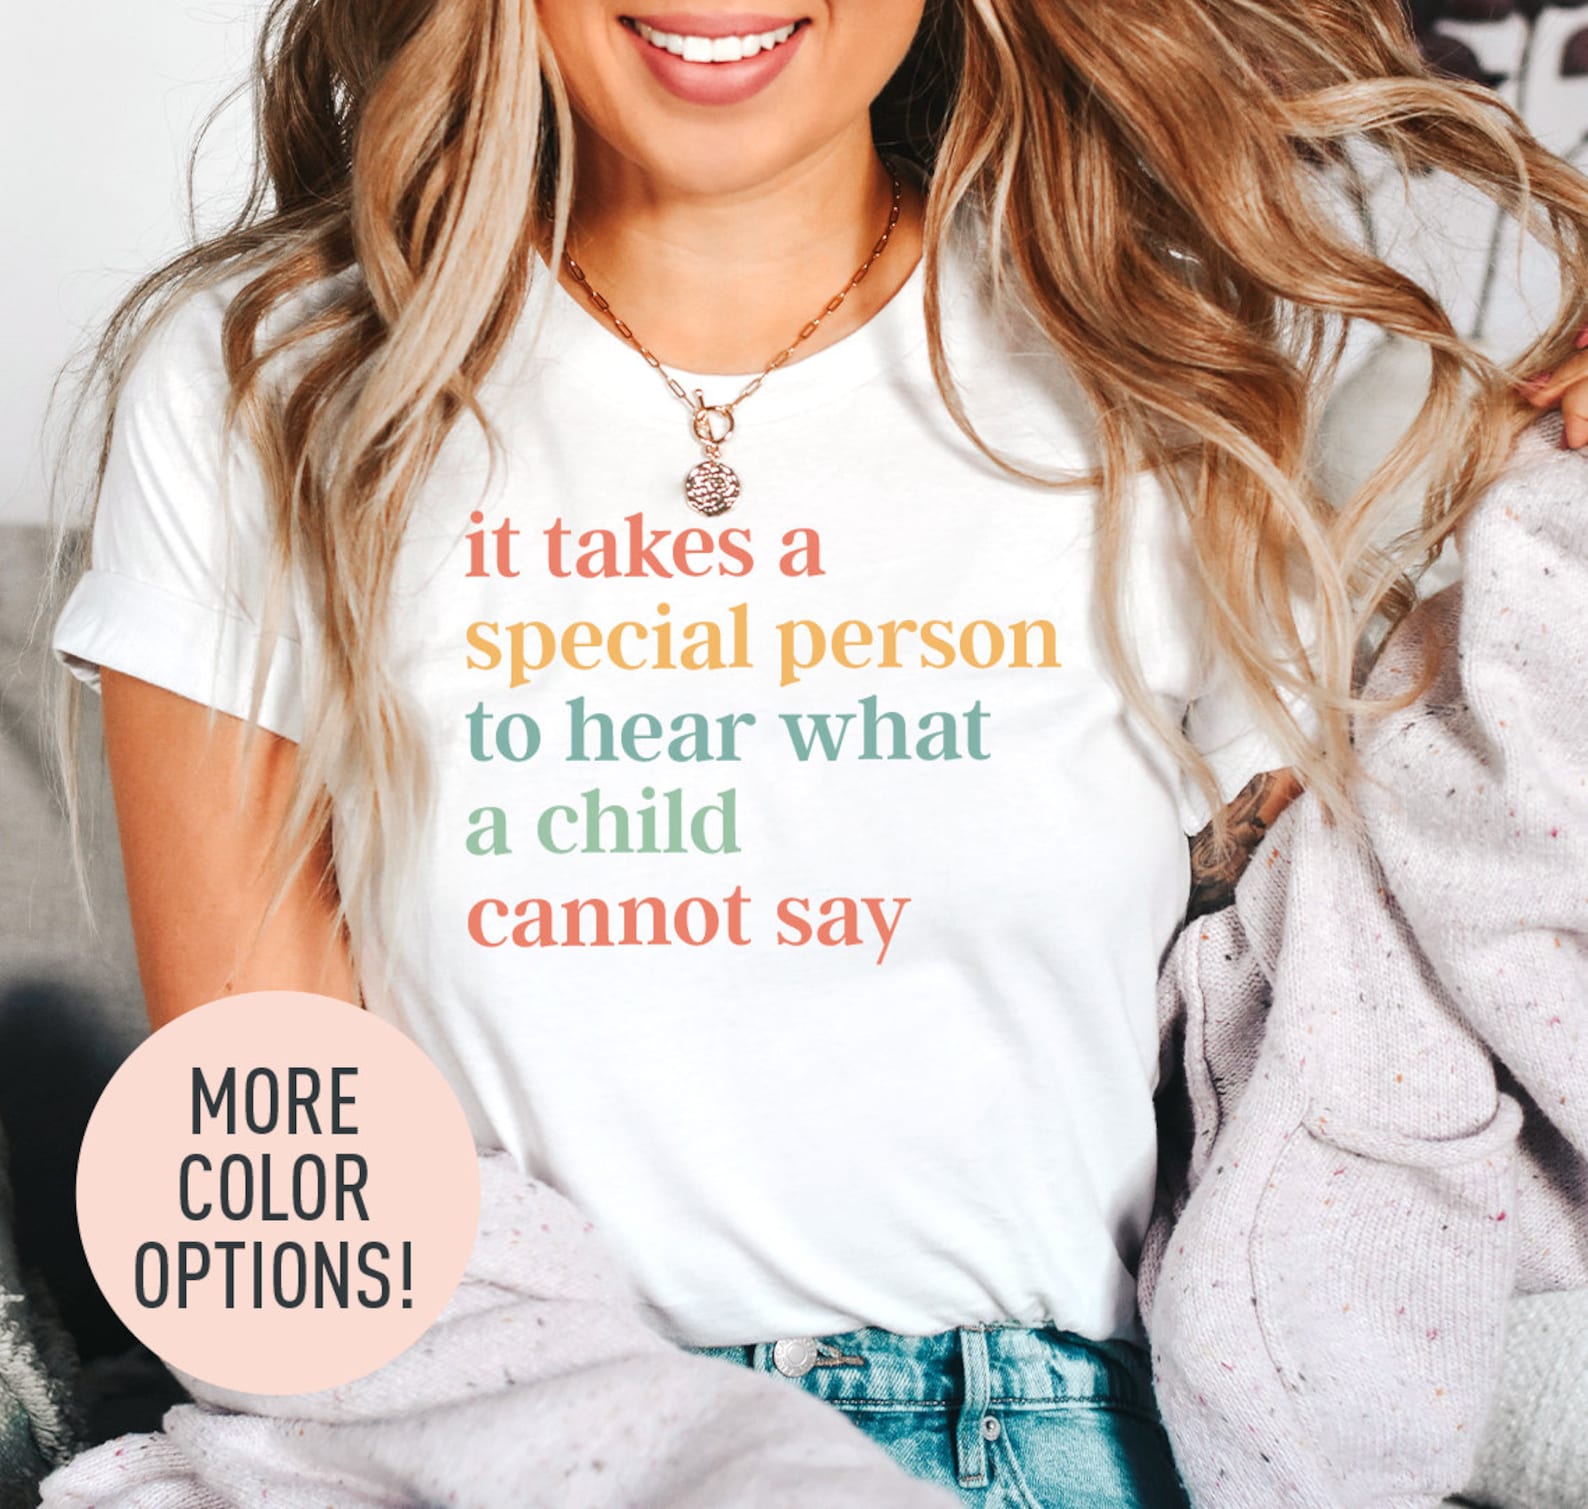 it takes a
special person
to hear what
a child
cannot say
MORE
COLOR
OPTIONS!